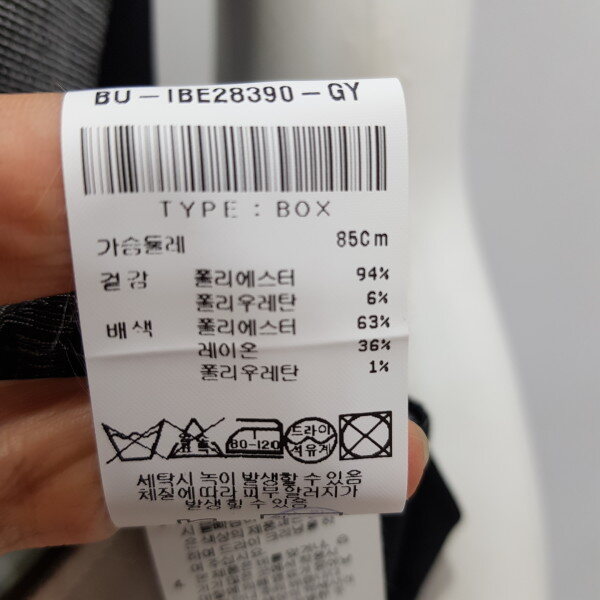 BU-IBE28390-GY
TYPE : BOX
가슴둘레 85Cm
겉감 폴리에스터 94%
폴리우레탄 6%
배색 폴리에스터 63%
레이온 36%
폴리우레탄 1%
표백
80-120
드라이
석유계
세탁시 녹이 발생할 수 있음
체질에 따라 피부 알러지가
발생할 수 있음